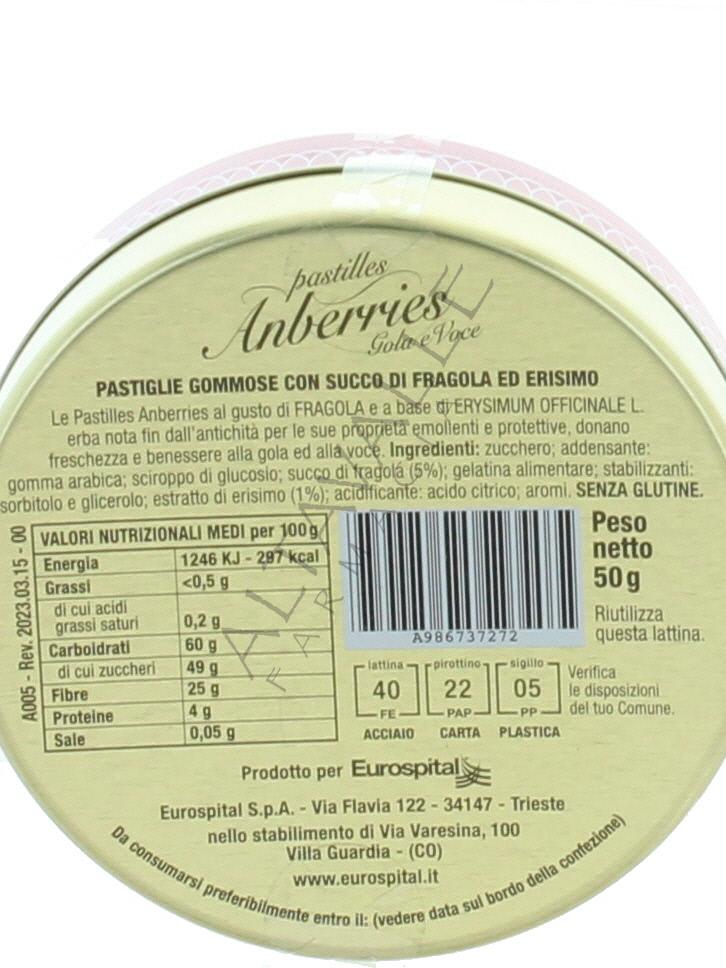 pastilles
Anberries
Gola e Voce
PASTIGLIE GOMMOSE CON SUCCO DI FRAGOLA ED ERISIMO
Le Pastilles Anberries al gusto di FRAGOLA e a base di ERYSIMUM OFFICINALE L.
erba nota fin dall'antichità per le sue proprietà emollienti e protettive, donano
freschezza e benessere alla gola ed alla voce. Ingredienti: zucchero; addensante:
gomma arabica; sciroppo di glucosio; succo di fragola (5%); gelatina alimentare; stabilizzanti:
sorbitolo e glicerolo; estratto di erisimo (1%); acidificante: acido citrico; aromi. SENZA GLUTINE.
A005 - Rev. 2023.03.15 - 00
VALORI NUTRIZIONALI MEDI per 100g
Energia 1246 KJ - 297 kcal
Grassi <0,5 g
di cui acidi
grassi saturi 0,2 g
Carboidrati 60 g
di cui zuccheri 49 g
Fibre 25 g
Proteine 4 g
Sale 0,05 g
A986737272
Peso
netto
50 g
Riutilizza
questa lattina.
lattina pirottino sigillo
40 22 05
FE PAP PP
ACCIAIO CARTA PLASTICA
Verifica
le disposizioni
del tuo Comune.
Prodotto per Eurospital
Eurospital S.p.A. - Via Flavia 122 - 34147 - Trieste
nello stabilimento di Via Varesina, 100
Villa Guardia - (CO)
www.eurospital.it
Da consumarsi preferibilmente entro il: (vedere data sul bordo della confezione)
ALTAVALLE
FARMACIE